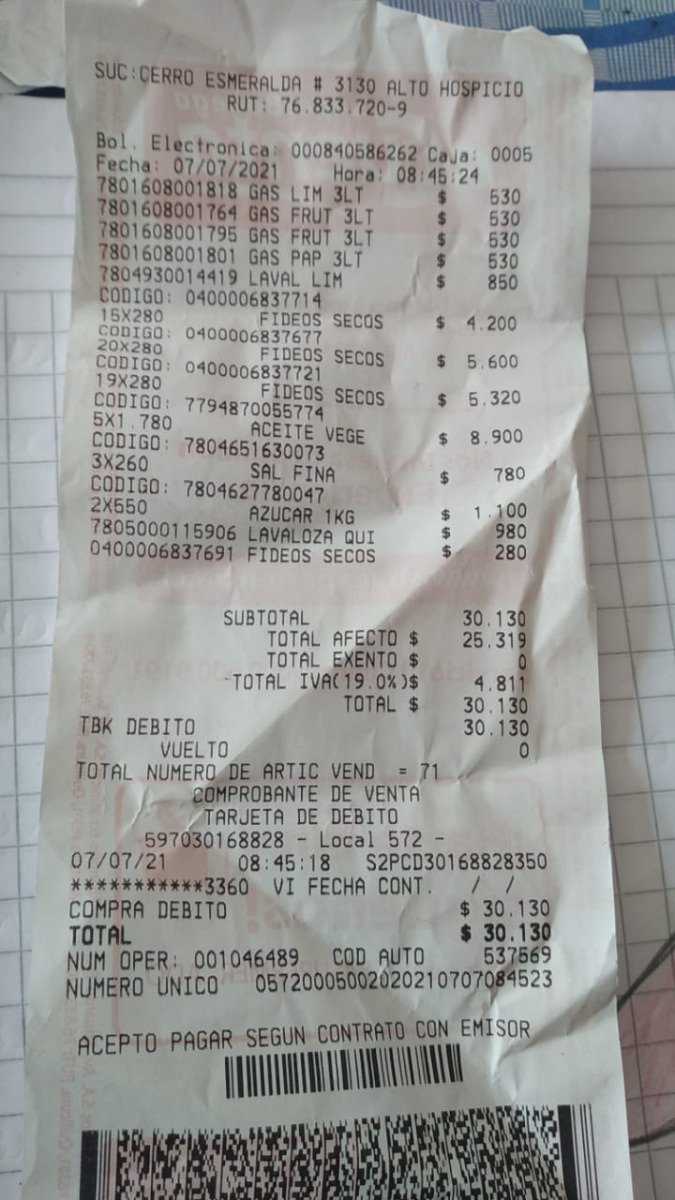 SUC:CERRO ESMERALDA # 3130 ALTO HOSPICIO
RUT: 76.833.720-9
Bol. Electronica: 000840586262 Caja: 0005
Fecha: 07/07/2021 Hora: 08:45:24
7801608001818 GAS LIM 3LT $ 530
7801608001764 GAS FRUT 3LT $ 530
7801608001795 GAS FRUT 3LT $ 530
7801608001801 GAS PAP 3LT $ 530
7804930014419 LAVAL LIM $ 850
CODIGO: 0400006837714
15X280 FIDEOS SECOS $ 4.200
CODIGO: 0400006837677
20X280 FIDEOS SECOS $ 5.600
CODIGO: 0400006837721
19X280 FIDEOS SECOS $ 5.320
CODIGO: 7794870055774
5X1.780 ACEITE VEGE $ 8.900
CODIGO: 7804651630073
3X260 SAL FINA $ 780
CODIGO: 7804627780047
2X550 AZUCAR 1KG $ 1.100
7805000115906 LAVALOZA QUI $ 980
0400006837691 FIDEOS SECOS $ 280
SUBTOTAL 30.130
TOTAL AFECTO $ 25.319
TOTAL EXENTO $ 0
-TOTAL IVA(19.0%)$ 4.811
TOTAL $ 30.130
TBK DEBITO 30.130
VUELTO 0
TOTAL NUMERO DE ARTIC VEND = 71
COMPROBANTE DE VENTA
TARJETA DE DEBITO
597030168828 - Local 572 -
07/07/21 08:45:18 S2PCD30168828350
***********3360 VI FECHA CONT. / /
COMPRA DEBITO $ 30.130
TOTAL $ 30.130
NUM OPER: 001046489 COD AUTO 537569
NUMERO UNICO 05720005002020210707084523
ACEPTO PAGAR SEGUN CONTRATO CON EMISOR